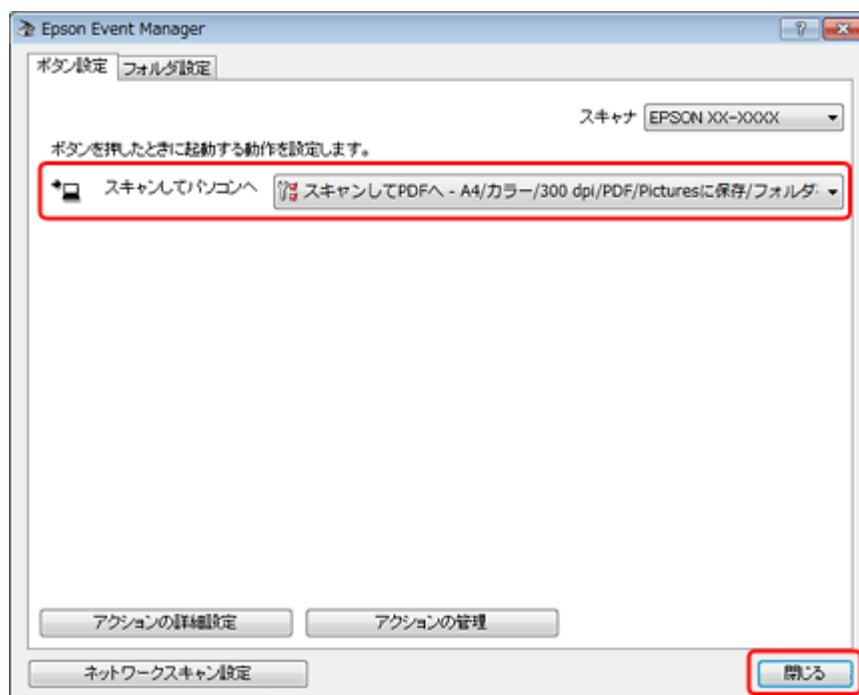 Epson Event Manager
ボタン設定 フォルダ設定
スキャナ EPSON XX-XXXX
ボタンを押したときに起動する動作を設定します。
スキャンしてパソコンへ スキャンしてPDFへ - A4/カラー/300 dpi/PDF/Picturesに保存/フォルダ
アクションの詳細設定 アクションの管理
ネットワークスキャン設定 閉じる